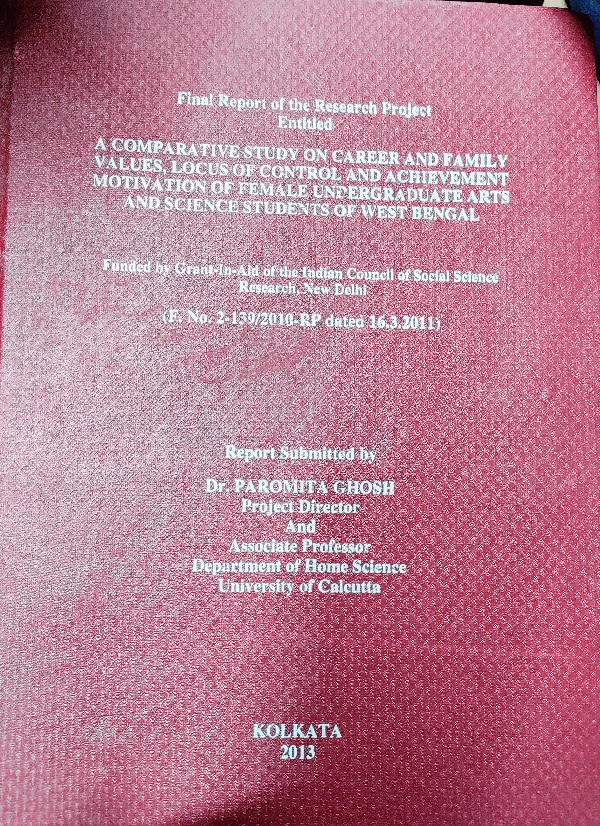 Final Report of the Research Project
Entitled
A COMPARATIVE STUDY ON CAREER AND FAMILY
VALUES, LOCUS OF CONTROL AND ACHIEVEMENT
MOTIVATION OF FEMALE UNDERGRADUATE ARTS
AND SCIENCE STUDENTS OF WEST BENGAL
Funded by Grant-In-Aid of the Indian Council of Social Science
Research, New Delhi
(F. No. 2-139/2010-RP dated 16.3.2011)
Report Submitted by
Dr. PAROMITA GHOSH
Project Director
And
Associate Professor
Department of Home Science
University of Calcutta
KOLKATA
2013